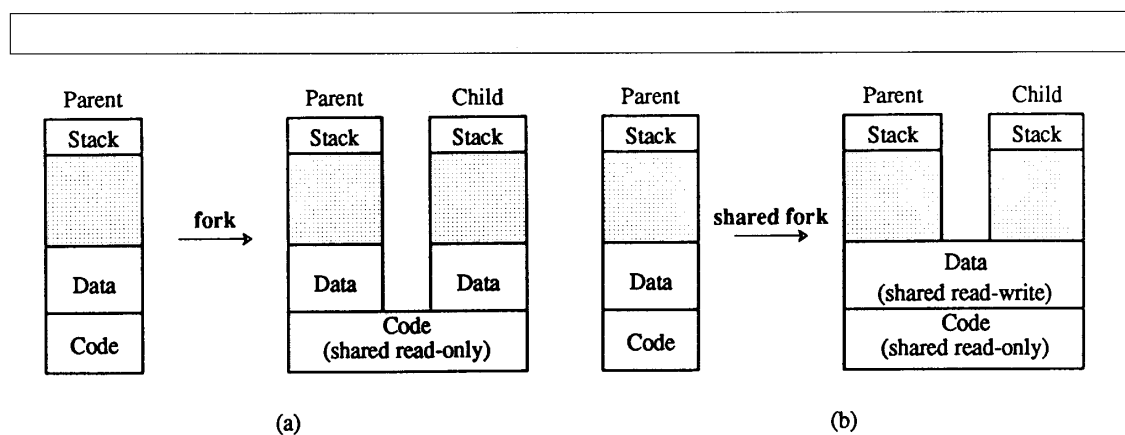 Parent
Parent Child
Parent
Parent Child
Stack
Stack Stack
Stack
Stack Stack
fork
shared fork
Data
Data Data
Data
Data
(shared read-write)
Code
Code
(shared read-only)
Code
Code
(shared read-only)
(a)
(b)